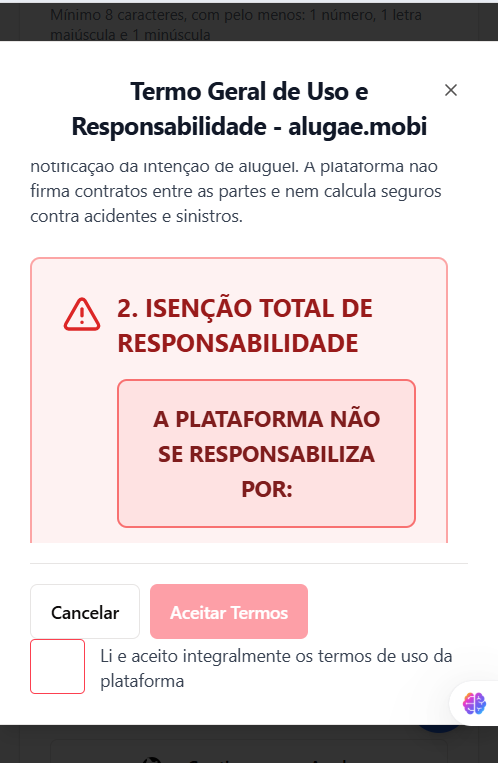 Mínimo 8 caracteres, com pelo menos: 1 número, 1 letra
maiúscula e 1 minúscula
Termo Geral de Uso e
Responsabilidade - alugae.mobi
notificação da intenção de aluguel. A plataforma não
firma contratos entre as partes e nem calcula seguros
contra acidentes e sinistros.
2. ISENÇÃO TOTAL DE
RESPONSABILIDADE
A PLATAFORMA NÃO
SE RESPONSABILIZA
POR:
Cancelar
Aceitar Termos
Li e aceito integralmente os termos de uso da
plataforma